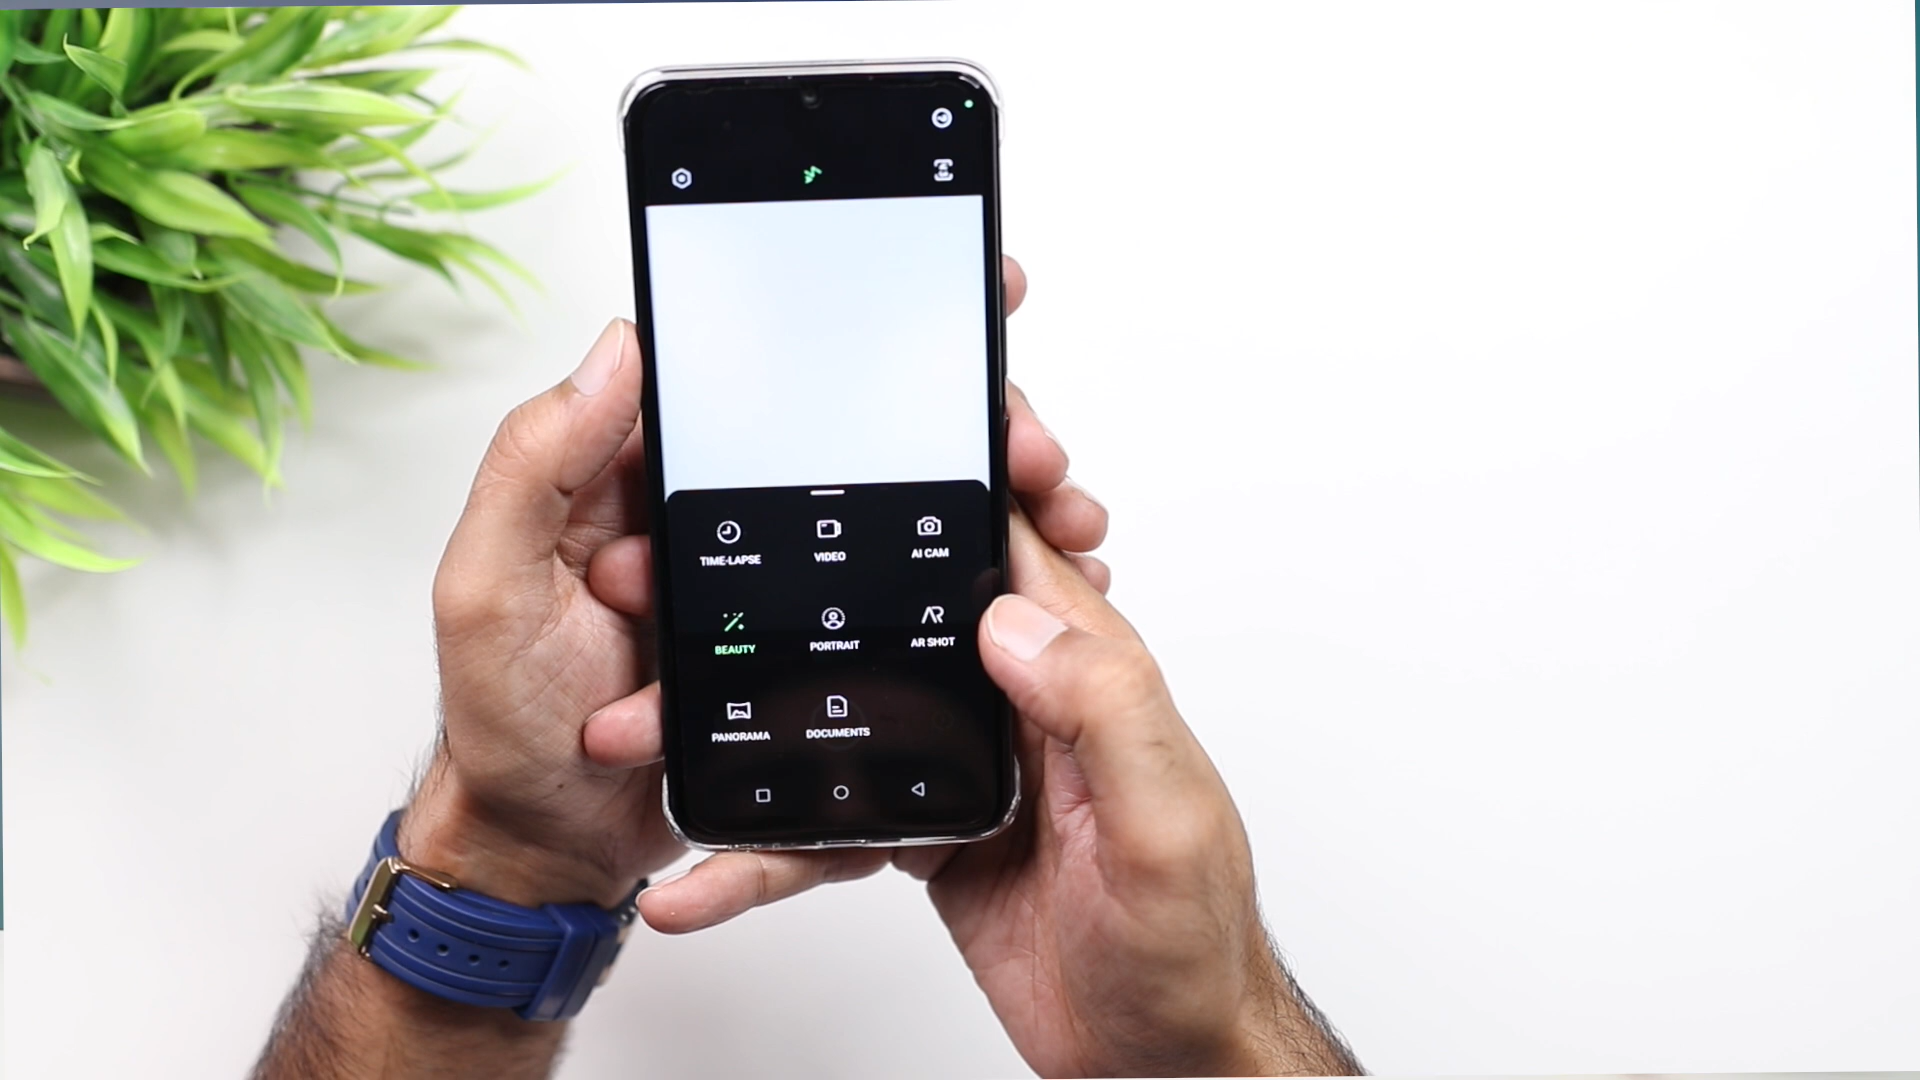 TIME-LAPSE
VIDEO
AI CAM
BEAUTY
PORTRAIT
AR SHOT
PANORAMA
DOCUMENTS